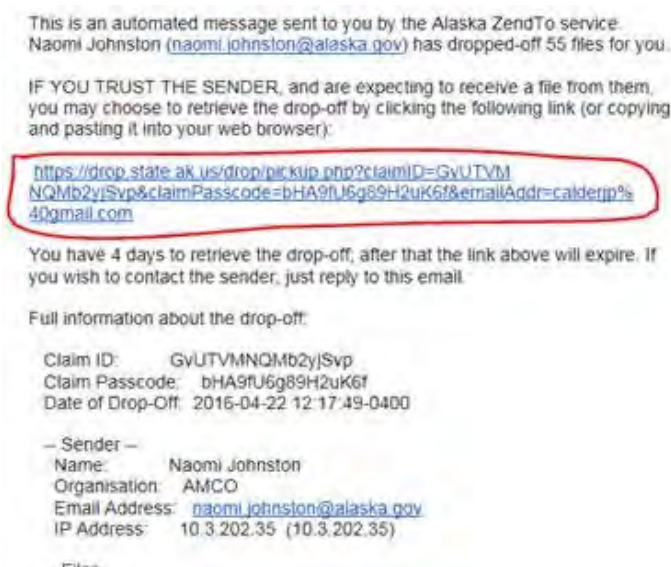 This is an automated message sent to you by the Alaska ZendTo service.
Naomi Johnston (naomi.johnston@alaska.gov) has dropped-off 55 files for you.
IF YOU TRUST THE SENDER, and are expecting to receive a file from them,
you may choose to retrieve the drop-off by clicking the following link (or copying
and pasting it into your web browser):
https://drop.state.ak.us/drop/pickup.php?claimID=GvUTVM
NQMb2yjSvp&claimPasscode=bHA9fU6g89H2uK6f&emailAddr=calderjp%
40gmail.com
You have 4 days to retrieve the drop-off; after that the link above will expire. If
you wish to contact the sender, just reply to this email.
Full information about the drop-off:
Claim ID: GvUTVMNQMb2yjSvp
Claim Passcode: bHA9fU6g89H2uK6f
Date of Drop-Off: 2016-04-22 12:17:49-0400
-- Sender --
Name: Naomi Johnston
Organisation: AMCO
Email Address: naomi.johnston@alaska.gov
IP Address: 10.3.202.35 (10.3.202.35)